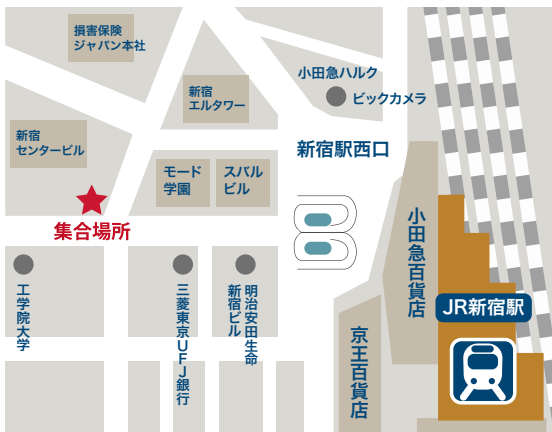 損害保険
ジャパン本社
小田急ハルク
ビックカメラ
新宿
エルタワー
新宿
センタービル
新宿駅西口
モード
学園
スバル
ビル
集合場所
小田急百貨店
JR新宿駅
工学院大学
三菱東京UFJ銀行
明治安田生命
新宿ビル
京王百貨店